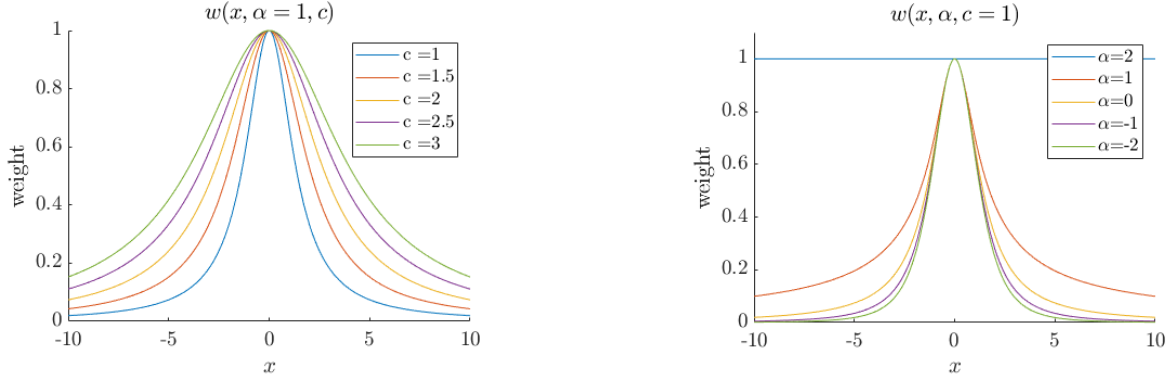 w(x, α = 1, c)
1
0.8
0.6
0.4
0.2
0
weight
-10
-5
0
5
10
x
c =1
c =1.5
c =2
c =2.5
c =3
w(x, α, c = 1)
1
0.8
0.6
0.4
0.2
0
weight
-10
-5
0
5
10
x
α=2
α=1
α=0
α=-1
α=-2